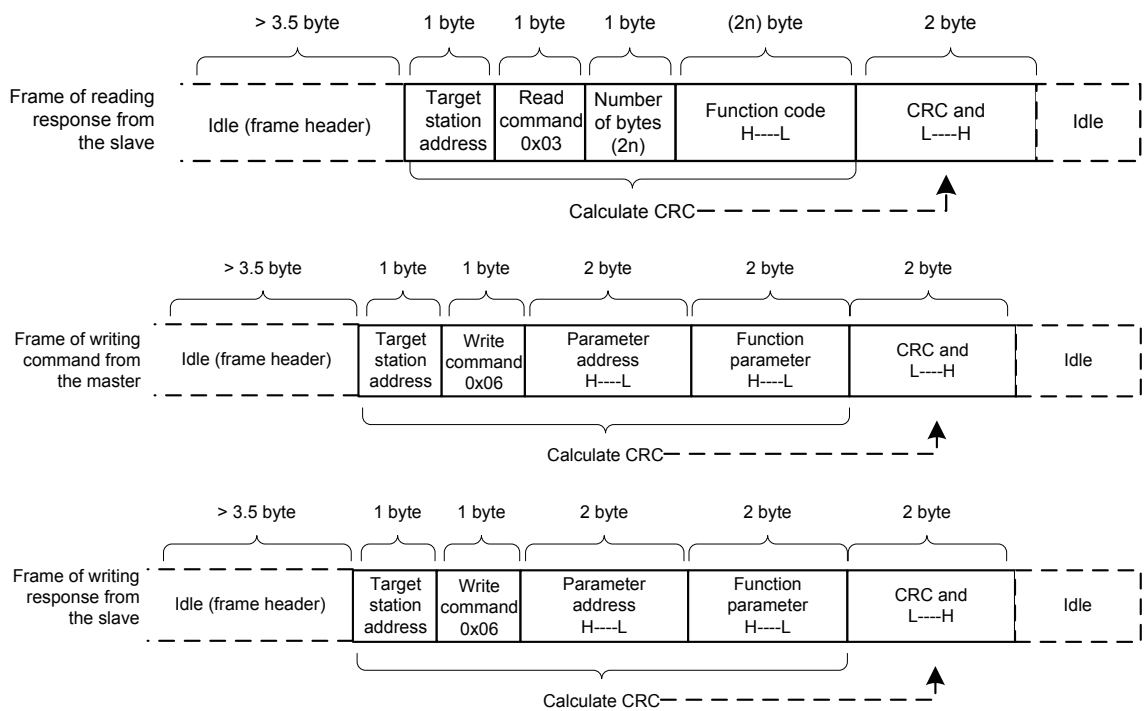 > 3.5 byte 1 byte 1 byte 1 byte (2n) byte 2 byte
Frame of reading
response from
the slave
Idle (frame header)
Target
station
address
Read
command
0x03
Number
of bytes
(2n)
Function code
H----L
CRC and
L----H
Idle
Calculate CRC
> 3.5 byte 1 byte 1 byte 2 byte 2 byte 2 byte
Frame of writing
command from
the master
Idle (frame header)
Target
station
address
Write
command
0x06
Parameter
address
H----L
Function
parameter
H----L
CRC and
L----H
Idle
Calculate CRC
> 3.5 byte 1 byte 1 byte 2 byte 2 byte 2 byte
Frame of writing
response from
the slave
Idle (frame header)
Target
station
address
Write
command
0x06
Parameter
address
H----L
Function
parameter
H----L
CRC and
L----H
Idle
Calculate CRC